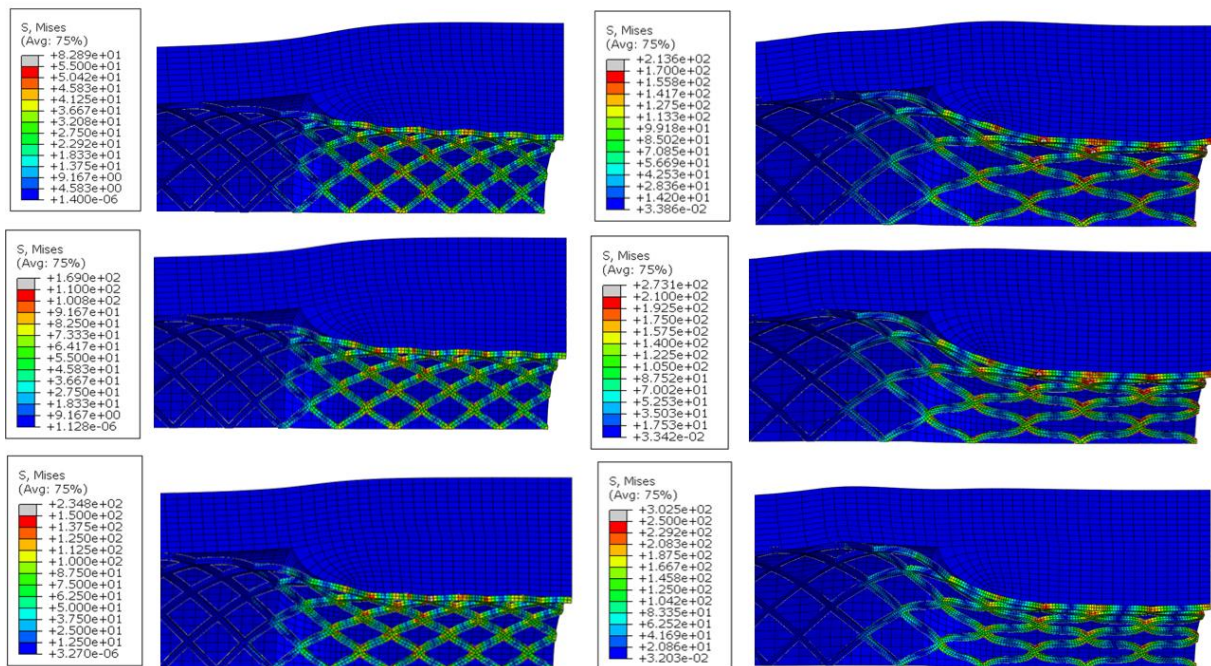 S, Mises
(Avg: 75%)
+8.289e+01
+5.500e+01
+5.042e+01
+4.583e+01
+4.125e+01
+3.667e+01
+3.208e+01
+2.750e+01
+2.292e+01
+1.833e+01
+1.375e+01
+9.167e+00
+4.583e+00
+1.400e-06
S, Mises
(Avg: 75%)
+2.136e+02
+1.700e+02
+1.558e+02
+1.417e+02
+1.275e+02
+1.133e+02
+9.918e+01
+8.502e+01
+7.085e+01
+5.669e+01
+4.253e+01
+2.836e+01
+1.420e+01
+3.386e-02
S, Mises
(Avg: 75%)
+1.690e+02
+1.100e+02
+1.008e+02
+9.167e+01
+8.250e+01
+7.333e+01
+6.417e+01
+5.500e+01
+4.583e+01
+3.667e+01
+2.750e+01
+1.833e+01
+9.167e+00
+1.128e-06
S, Mises
(Avg: 75%)
+2.731e+02
+2.100e+02
+1.925e+02
+1.750e+02
+1.575e+02
+1.400e+02
+1.225e+02
+1.050e+02
+8.752e+01
+7.002e+01
+5.253e+01
+3.503e+01
+1.753e+01
+3.342e-02
S, Mises
(Avg: 75%)
+2.348e+02
+1.500e+02
+1.375e+02
+1.250e+02
+1.125e+02
+1.000e+02
+8.750e+01
+7.500e+01
+6.250e+01
+5.000e+01
+3.750e+01
+2.500e+01
+1.250e+01
+3.270e-06
S, Mises
(Avg: 75%)
+3.025e+02
+2.500e+02
+2.292e+02
+2.083e+02
+1.875e+02
+1.667e+02
+1.458e+02
+1.250e+02
+1.042e+02
+8.335e+01
+6.252e+01
+4.169e+01
+2.086e+01
+3.203e-02